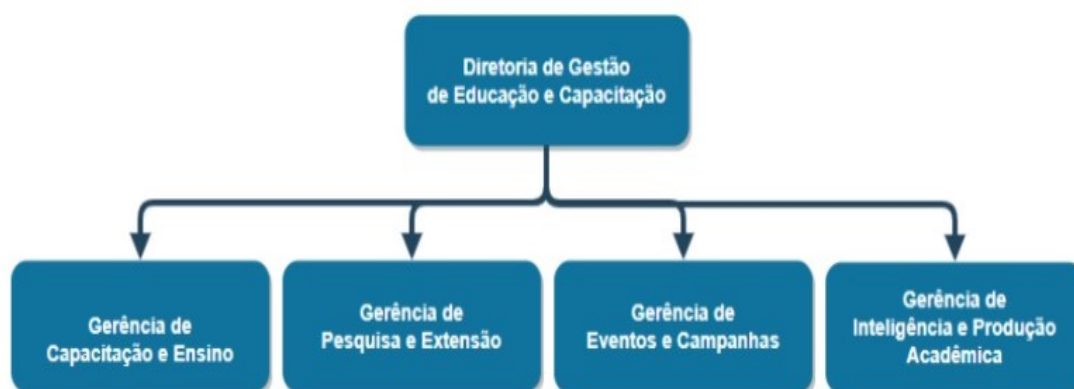 Diretoria de Gestão
de Educação e Capacitação
Gerência de
Capacitação e Ensino
Gerência de
Pesquisa e Extensão
Gerência de
Eventos e Campanhas
Gerência de
Inteligência e Produção
Acadêmica